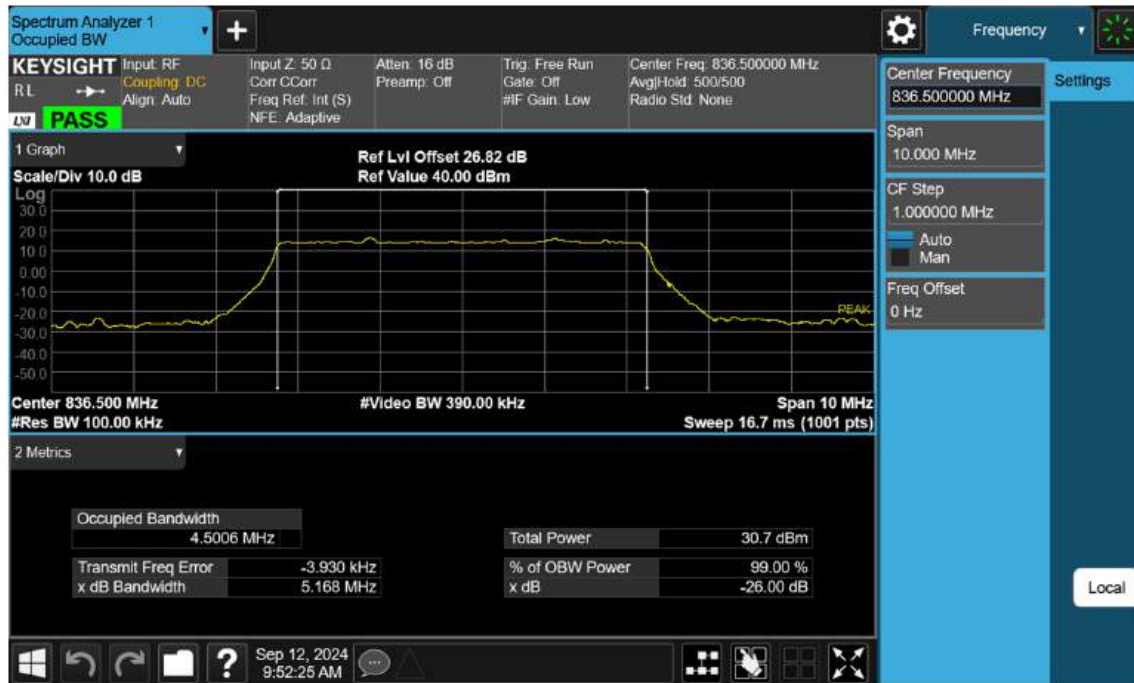 Spectrum Analyzer 1
Occupied BW
+
Frequency
KEYSIGHT
RL
LXI
PASS
Input: RF
Coupling: DC
Align: Auto
Input Z: 50 Ω
Corr CCorr
Freq Ref: Int (S)
NFE: Adaptive
Atten: 16 dB
Preamp: Off
Trig: Free Run
Gate: Off
#IF Gain: Low
Center Freq: 836.500000 MHz
Avg|Hold: 500/500
Radio Std: None
Center Frequency
836.500000 MHz
Settings
Span
10.000 MHz
CF Step
1.000000 MHz
Auto
Man
Freq Offset
0 Hz
1 Graph
Scale/Div 10.0 dB
Ref Lvl Offset 26.82 dB
Ref Value 40.00 dBm
Log
30.0
20.0
10.0
0.00
-10.0
-20.0
-30.0
-40.0
-50.0
PEAK
Center 836.500 MHz
#Video BW 390.00 kHz
Span 10 MHz
#Res BW 100.00 kHz
Sweep 16.7 ms (1001 pts)
2 Metrics
Occupied Bandwidth
4.5006 MHz
Total Power 30.7 dBm
Transmit Freq Error -3.930 kHz
% of OBW Power 99.00 %
x dB Bandwidth 5.168 MHz
x dB -26.00 dB
Local
?
Sep 12, 2024
9:52:25 AM